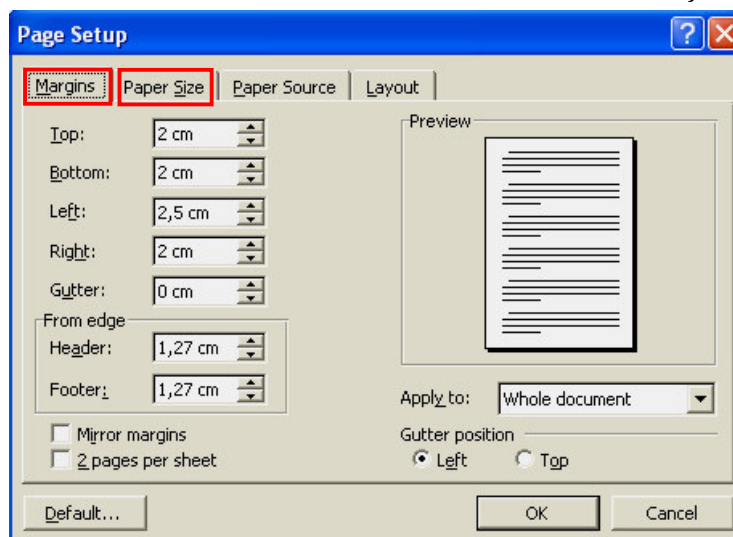 Page Setup
Margins Paper Size Paper Source Layout
Top: 2 cm
Bottom: 2 cm
Left: 2,5 cm
Right: 2 cm
Gutter: 0 cm
From edge
Header: 1,27 cm
Footer: 1,27 cm
Mirror margins
2 pages per sheet
Preview
Apply to: Whole document
Gutter position
Left Top
Default... OK Cancel